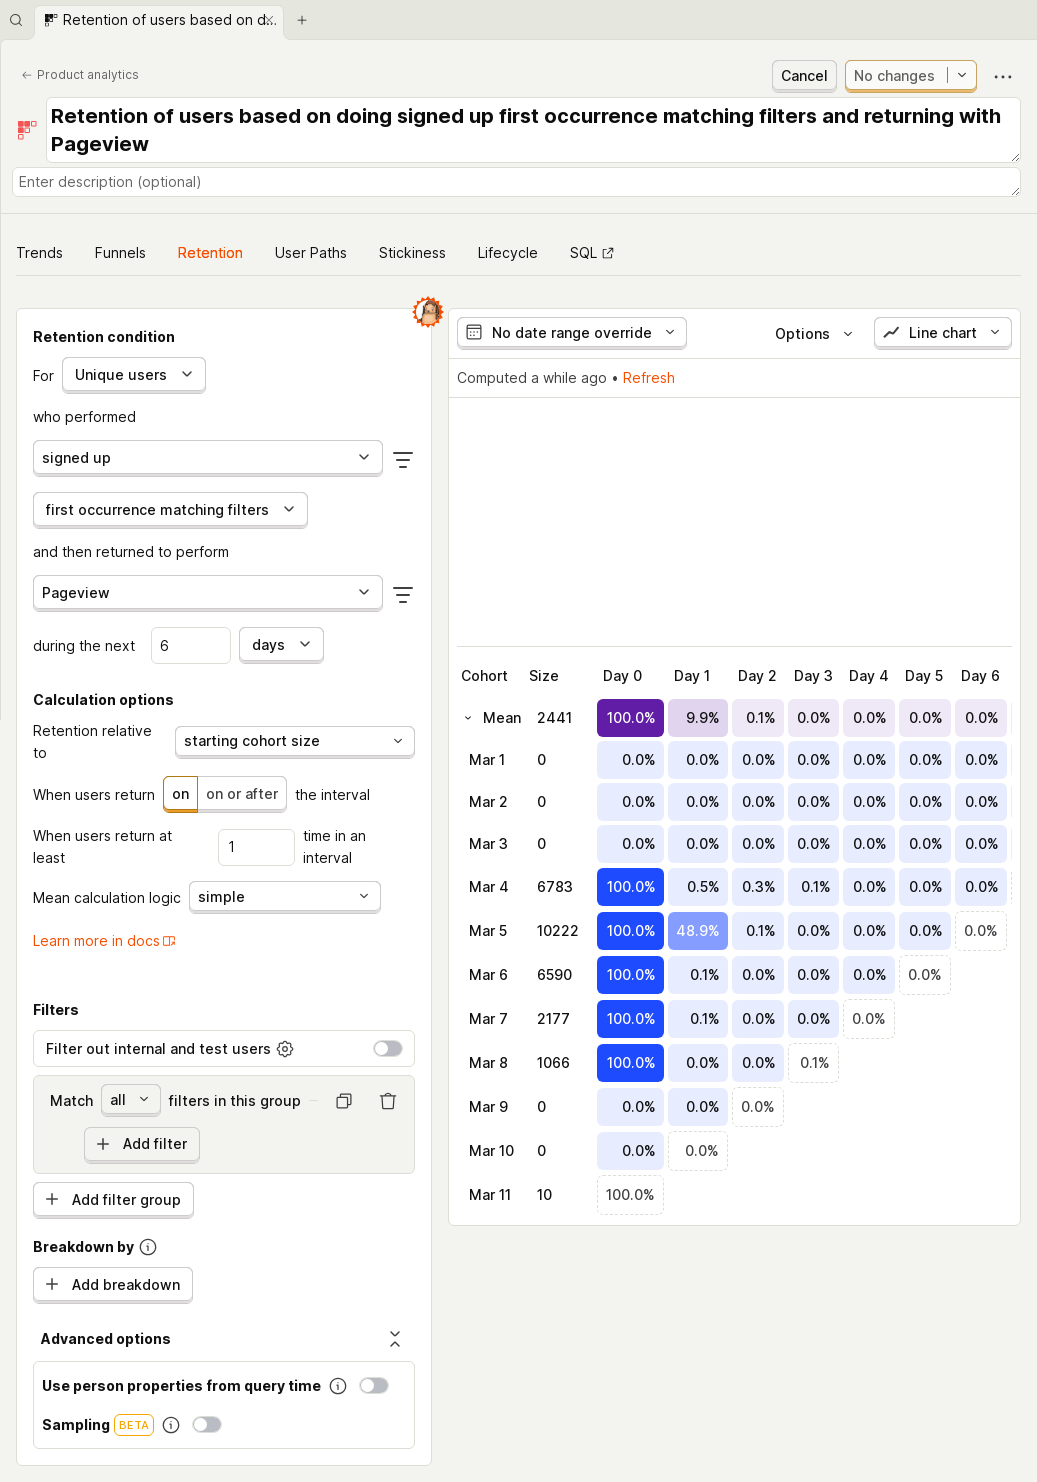 Retention of users based on d...
Product analytics
Cancel
No changes
Retention of users based on doing signed up first occurrence matching filters and returning with
Pageview
Enter description (optional)
Trends Funnels Retention User Paths Stickiness Lifecycle SQL
Retention condition
For Unique users
who performed
signed up
first occurrence matching filters
and then returned to perform
Pageview
during the next 6 days
Calculation options
Retention relative
to
starting cohort size
When users return on on or after the interval
When users return at
least
1
time in an
interval
Mean calculation logic simple
Learn more in docs
Filters
Filter out internal and test users
Match all filters in this group
Add filter
Add filter group
Breakdown by
Add breakdown
Advanced options
Use person properties from query time
Sampling BETA
No date range override Options Line chart
Computed a while ago • Refresh
Cohort Size Day 0 Day 1 Day 2 Day 3 Day 4 Day 5 Day 6
Mean 2441 100.0% 9.9% 0.1% 0.0% 0.0% 0.0% 0.0%
Mar 1 0 0.0% 0.0% 0.0% 0.0% 0.0% 0.0% 0.0%
Mar 2 0 0.0% 0.0% 0.0% 0.0% 0.0% 0.0% 0.0%
Mar 3 0 0.0% 0.0% 0.0% 0.0% 0.0% 0.0% 0.0%
Mar 4 6783 100.0% 0.5% 0.3% 0.1% 0.0% 0.0% 0.0%
Mar 5 10222 100.0% 48.9% 0.1% 0.0% 0.0% 0.0% 0.0%
Mar 6 6590 100.0% 0.1% 0.0% 0.0% 0.0% 0.0%
Mar 7 2177 100.0% 0.1% 0.0% 0.0% 0.0%
Mar 8 1066 100.0% 0.0% 0.0% 0.1%
Mar 9 0 0.0% 0.0% 0.0%
Mar 10 0 0.0% 0.0%
Mar 11 10 100.0%